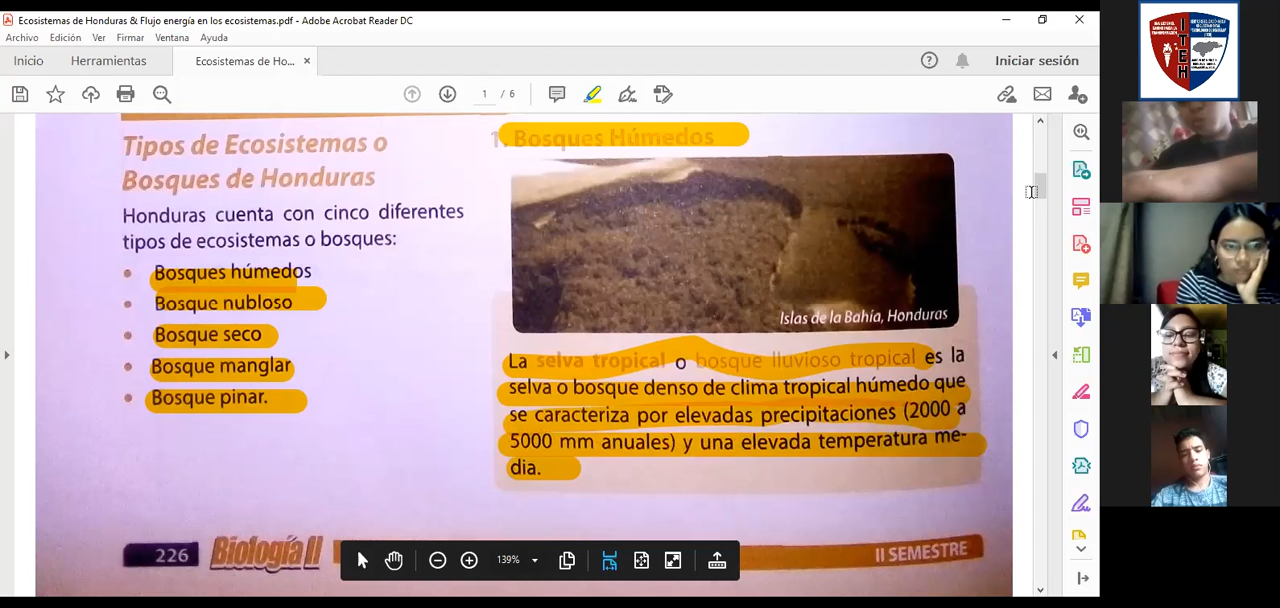 Ecosistemas de Honduras & Flujo energía en los ecosistemas.pdf - Adobe Acrobat Reader DC
Archivo Edición Ver Firmar Ventana Ayuda
Inicio Herramientas Ecosistemas de Ho... × Iniciar sesión
1 / 6
Tipos de Ecosistemas o
Bosques de Honduras
Honduras cuenta con cinco diferentes
tipos de ecosistemas o bosques:
• Bosques húmedos
• Bosque nubloso
• Bosque seco
• Bosque manglar
• Bosque pinar.
1. Bosques Húmedos
Islas de la Bahía, Honduras
La selva tropical o bosque lluvioso tropical es la
selva o bosque denso de clima tropical húmedo que
se caracteriza por elevadas precipitaciones (2000 a
5000 mm anuales) y una elevada temperatura me-
dia.
226 Biología II
II SEMESTRE
139%
ITEH